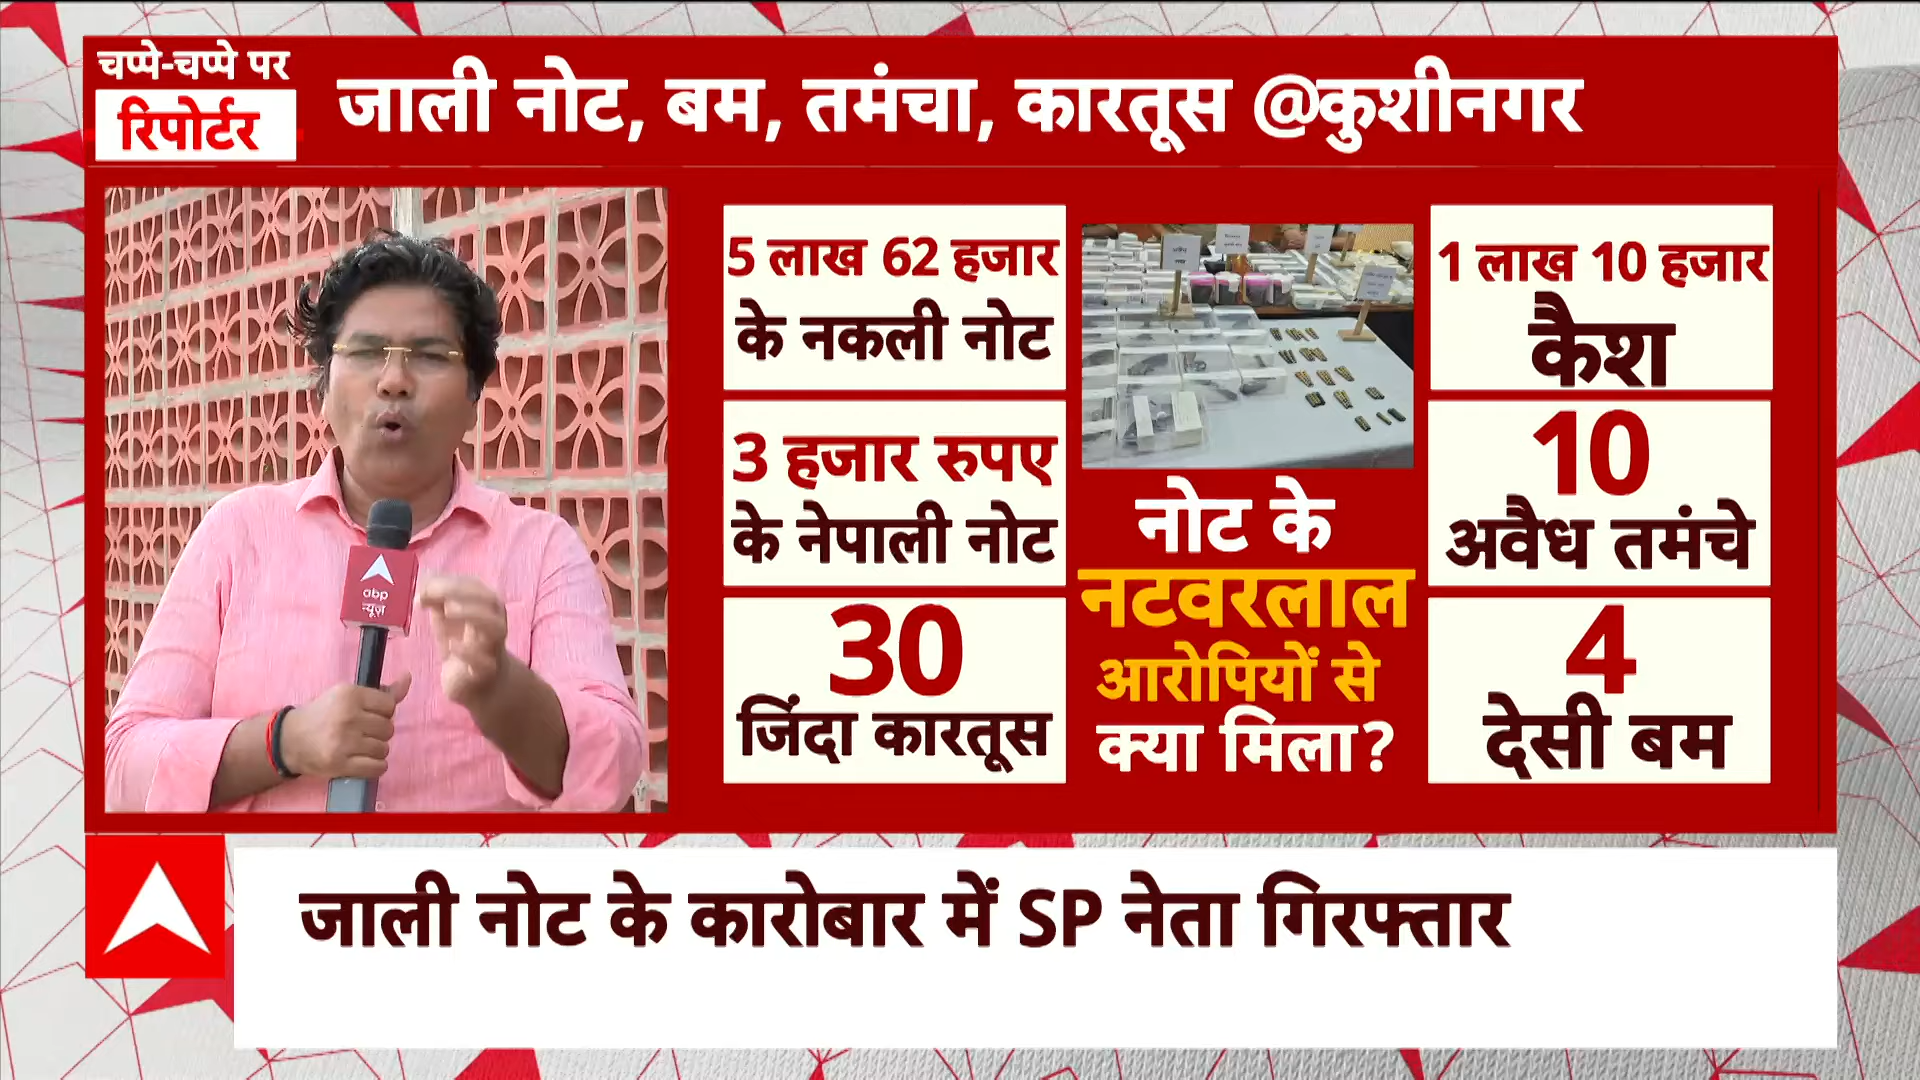 चप्पे-चप्पे पर
रिपोर्टर
जाली नोट, बम, तमंचा, कारतूस @कुशीनगर
abp
न्यूज़
5 लाख 62 हजार
के नकली नोट
3 हजार रुपए
के नेपाली नोट
30
जिंदा कारतूस
नोट के
नटवरलाल
आरोपियों से
क्या मिला?
1 लाख 10 हजार
कैश
10
अवैध तमंचे
4
देसी बम
जाली नोट के कारोबार में SP नेता गिरफ्तार